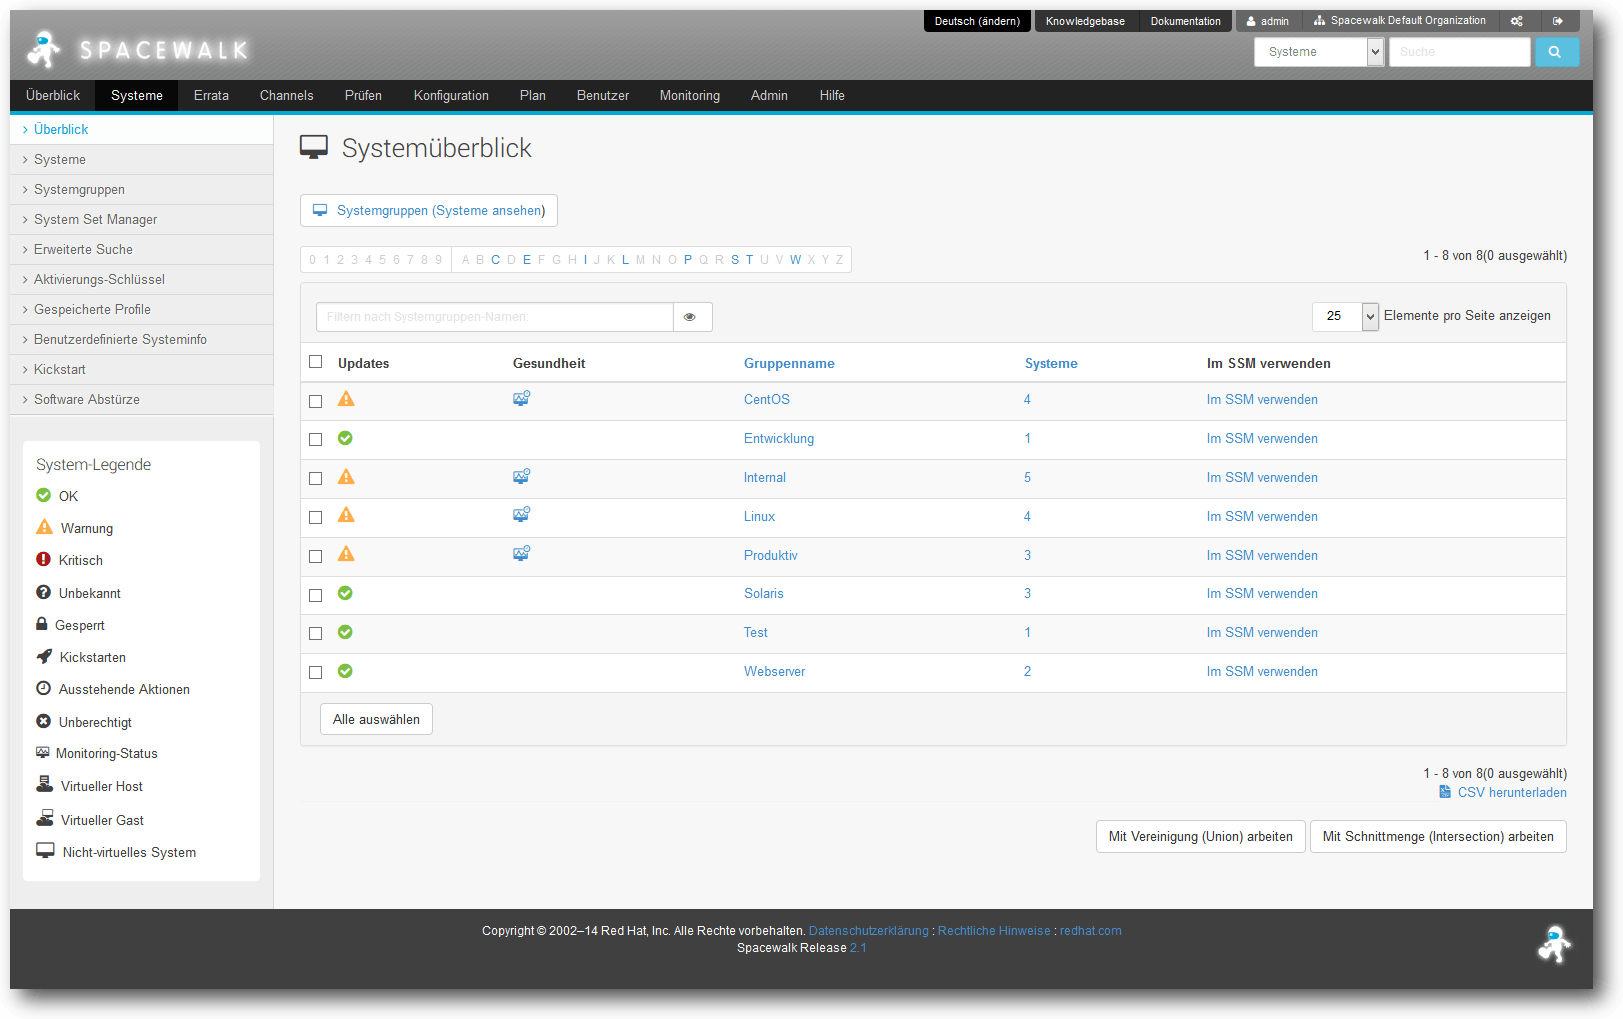 Deutsch (ändern) Knowledgebase Dokumentation admin Spacewalk Default Organization
SPACEWALK
Systeme Suche
Überblick Systeme Errata Channels Prüfen Konfiguration Plan Benutzer Monitoring Admin Hilfe
Überblick
Systeme
Systemgruppen
System Set Manager
Erweiterte Suche
Aktivierungs-Schlüssel
Gespeicherte Profile
Benutzerdefinierte Systeminfo
Kickstart
Software Abstürze
System-Legende
OK
Warnung
Kritisch
Unbekannt
Gesperrt
Kickstarten
Ausstehende Aktionen
Unberechtigt
Monitoring-Status
Virtueller Host
Virtueller Gast
Nicht-virtuelles System
Systemüberblick
Systemgruppen (Systeme ansehen)
0 1 2 3 4 5 6 7 8 9 A B C D E F G H I J K L M N O P Q R S T U V W X Y Z
1 - 8 von 8(0 ausgewählt)
Filtern nach Systemgruppen-Namen:
25 Elemente pro Seite anzeigen
Updates Gesundheit Gruppenname Systeme Im SSM verwenden
CentOS 4 Im SSM verwenden
Entwicklung 1 Im SSM verwenden
Internal 5 Im SSM verwenden
Linux 4 Im SSM verwenden
Produktiv 3 Im SSM verwenden
Solaris 3 Im SSM verwenden
Test 1 Im SSM verwenden
Webserver 2 Im SSM verwenden
Alle auswählen
1 - 8 von 8(0 ausgewählt)
CSV herunterladen
Mit Vereinigung (Union) arbeiten Mit Schnittmenge (Intersection) arbeiten
Copyright © 2002–14 Red Hat, Inc. Alle Rechte vorbehalten. Datenschutzerklärung : Rechtliche Hinweise : redhat.com
Spacewalk Release 2.1